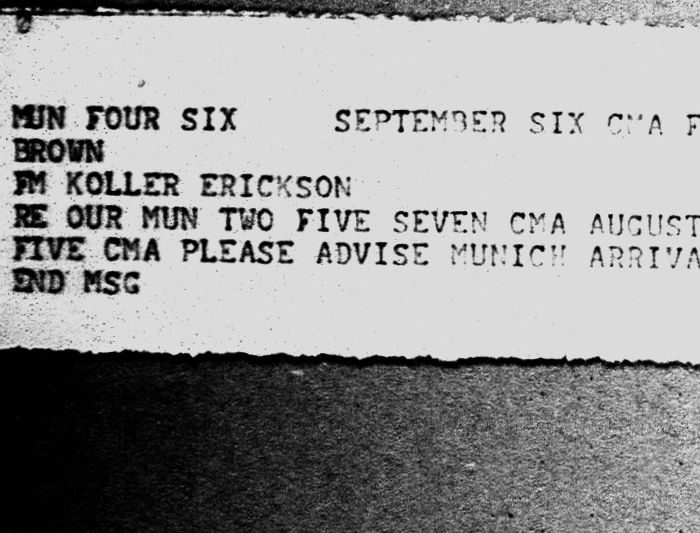 MUN FOUR SIX SEPTEMBER SIX CMA F
BROWN
FM KOLLER ERICKSON
RE OUR MUN TWO FIVE SEVEN CMA AUGUST
FIVE CMA PLEASE ADVISE MUNICH ARRIVA
END MSG